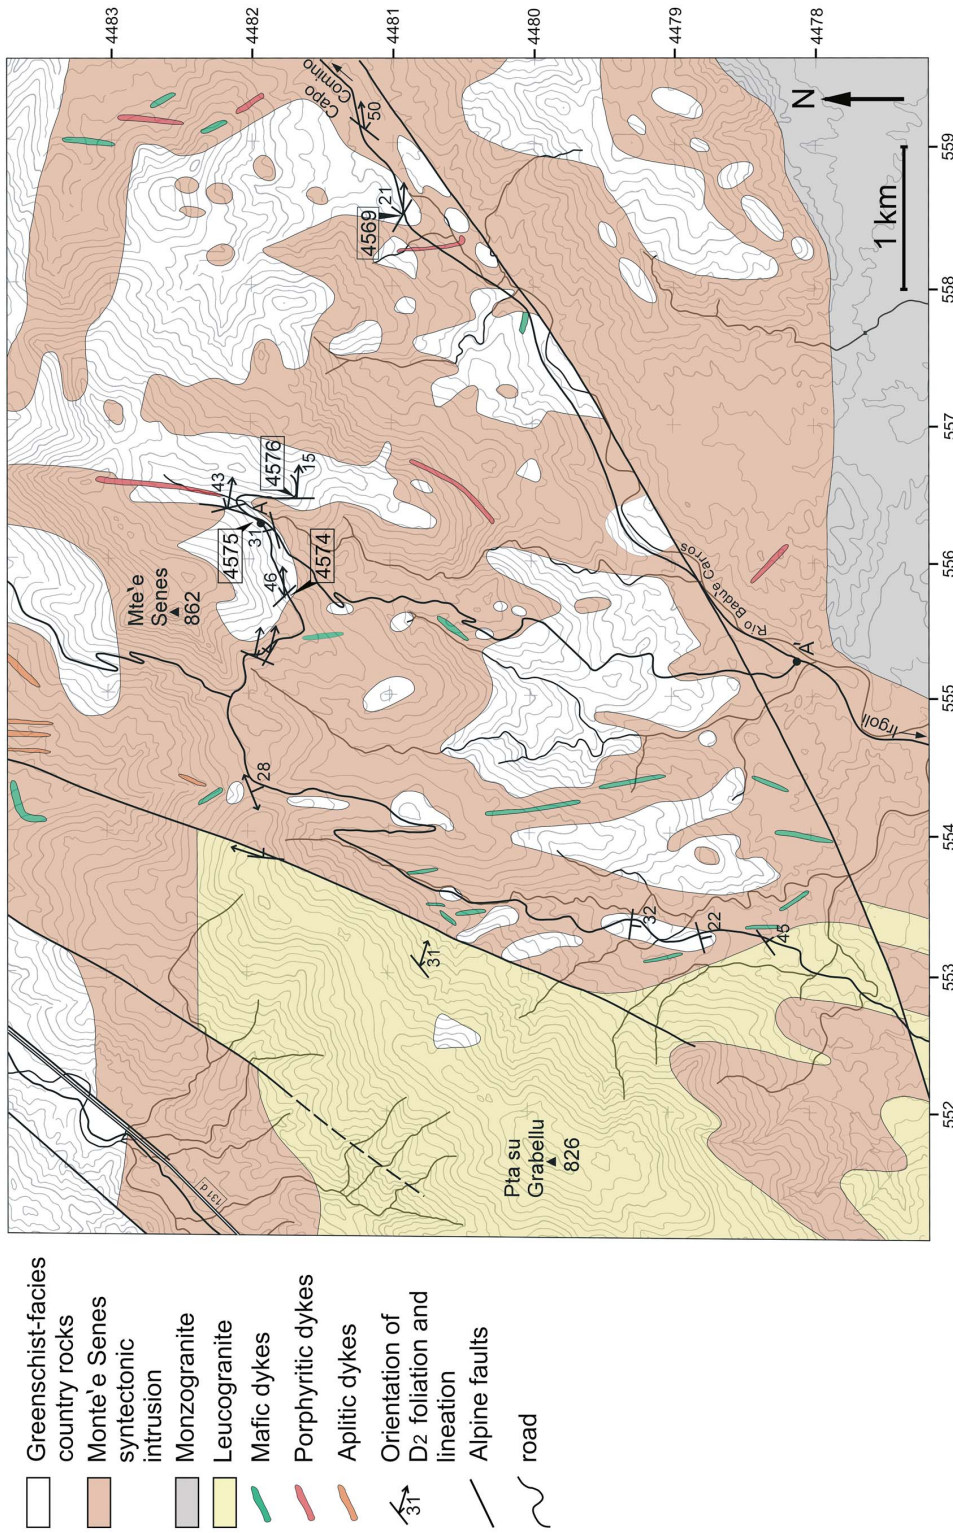 Greenschist-facies
country rocks
Monte'e Senes
syntectonic
intrusion
Monzogranite
Leucogranite
Mafic dykes
Porphyritic dykes
Aplitic dykes
31
Orientation of
D2 foliation and
lineation
Alpine faults
road
131 d
Mte'e
Senes
862
Pta su
Grabellu
826
4575
4576
4574
4569
43
15
31
46
28
31
32
22
45
21
50
A
A'
Capo
Comino
Rio Badu'e Carros
Irgoli
N
1 km
4483
4482
4481
4480
4479
4478
552
553
554
555
556
557
558
559